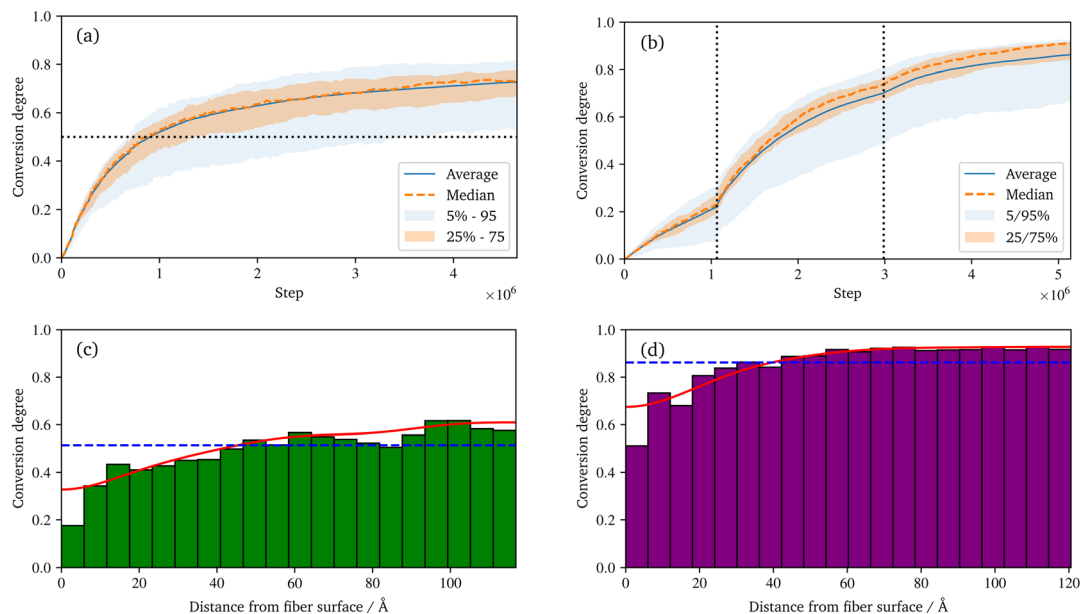 (a)
Conversion degree
1.0
0.8
0.6
0.4
0.2
0.0
Average
Median
5% - 95
25% - 75
0
1
2
3
4
Step
×10⁶
(b)
Conversion degree
1.0
0.8
0.6
0.4
0.2
0.0
Average
Median
5/95%
25/75%
0
1
2
3
4
5
Step
×10⁶
(c)
Conversion degree
1.0
0.8
0.6
0.4
0.2
0.0
0
20
40
60
80
100
Distance from fiber surface / Å
(d)
Conversion degree
1.0
0.8
0.6
0.4
0.2
0.0
0
20
40
60
80
100
120
Distance from fiber surface / Å